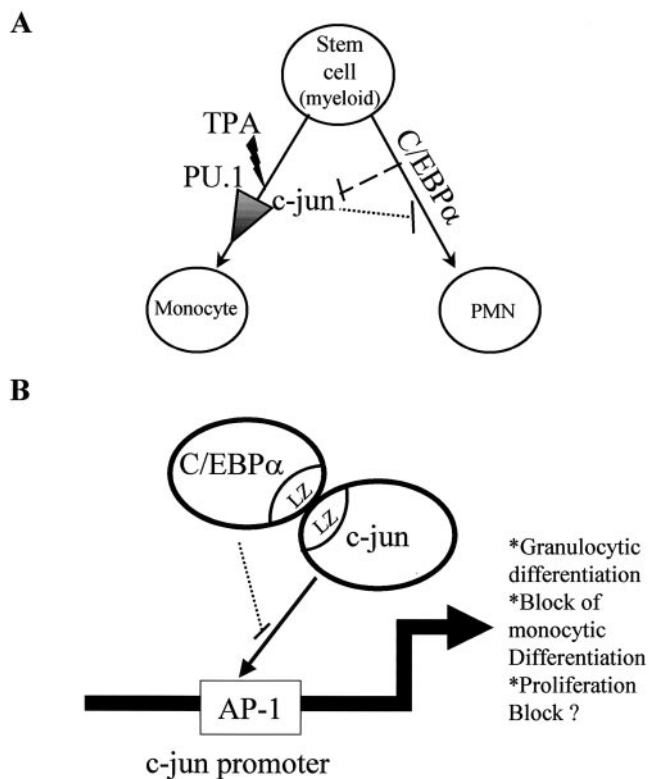 A
Stem
cell
(myeloid)
TPA
PU.1
c-jun
C/EBPα
Monocyte
PMN
B
C/EBPα
LZ
LZ
c-jun
*Granulocytic
differentiation
*Block of
monocytic
Differentiation
*Proliferation
Block ?
AP-1
c-jun promoter